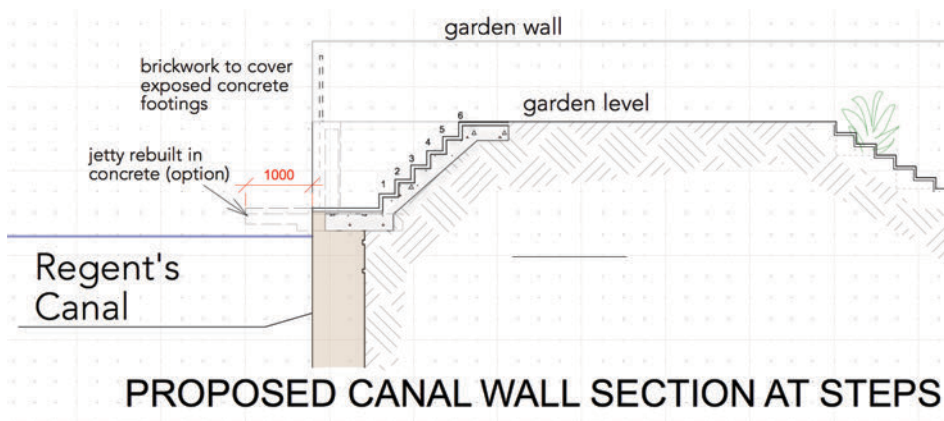 garden wall
brickwork to cover
exposed concrete
footings
garden level
jetty rebuilt in
concrete (option)
1000
6
5
4
3
2
1
Regent's
Canal
PROPOSED CANAL WALL SECTION AT STEPS